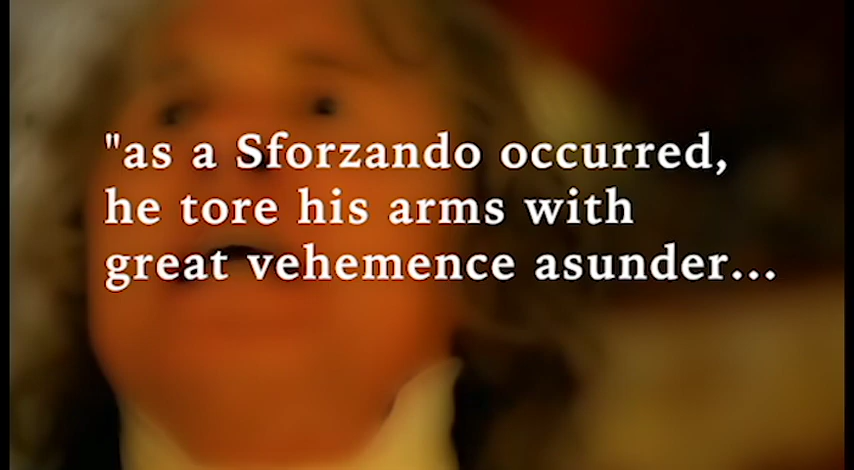 "as a Sforzando occurred,
he tore his arms with
great vehemence asunder...